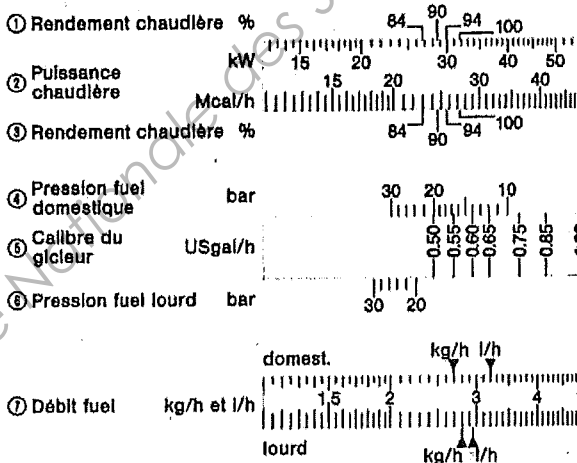 ① Rendement chaudière %
84 90 94 100
kW
15 20 30 40 50
② Puissance chaudière
Mcal/h
15 20 30 40
③ Rendement chaudière %
84 90 94 100
④ Pression fuel domestique bar
30 20 10
⑤ Calibre du gicleur USgal/h
0.50 0.55 0.60 0.65 0.75 0.85
⑥ Pression fuel lourd bar
30 20
domest. kg/h l/h
⑦ Débit fuel kg/h et l/h
1,5 2 3 4
lourd kg/h l/h
Nationale des